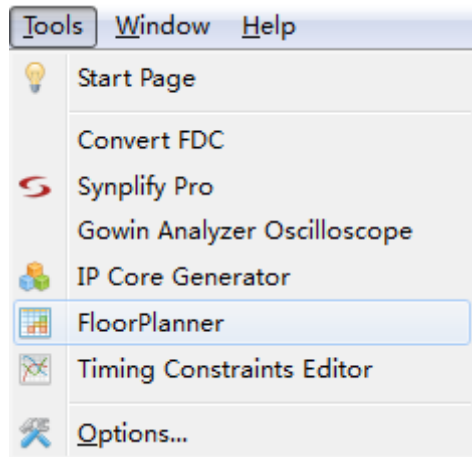 Tools Window Help
Start Page
Convert FDC
Synplify Pro
Gowin Analyzer Oscilloscope
IP Core Generator
FloorPlanner
Timing Constraints Editor
Options...